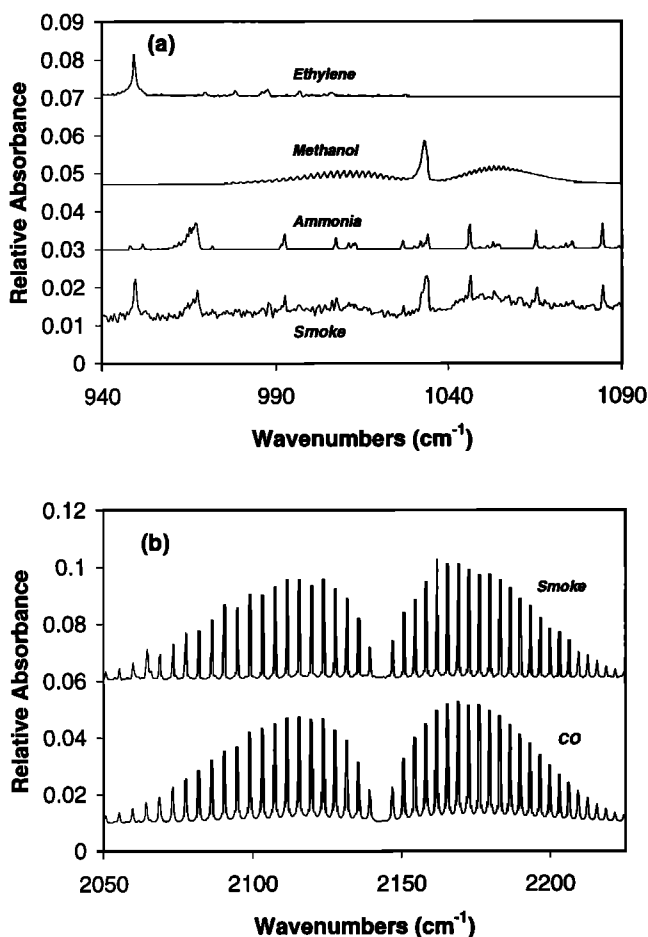 0.09
(a)
0.08
Ethylene
0.07
0.06
Methanol
0.05
0.04
Ammonia
0.03
0.02
0.01
Smoke
0
Relative Absorbance
940
990
1040
1090
Wavenumbers (cm-1)
0.12
(b)
0.1
Smoke
0.08
0.06
0.04
CO
0.02
0
Relative Absorbance
2050
2100
2150
2200
Wavenumbers (cm-1)